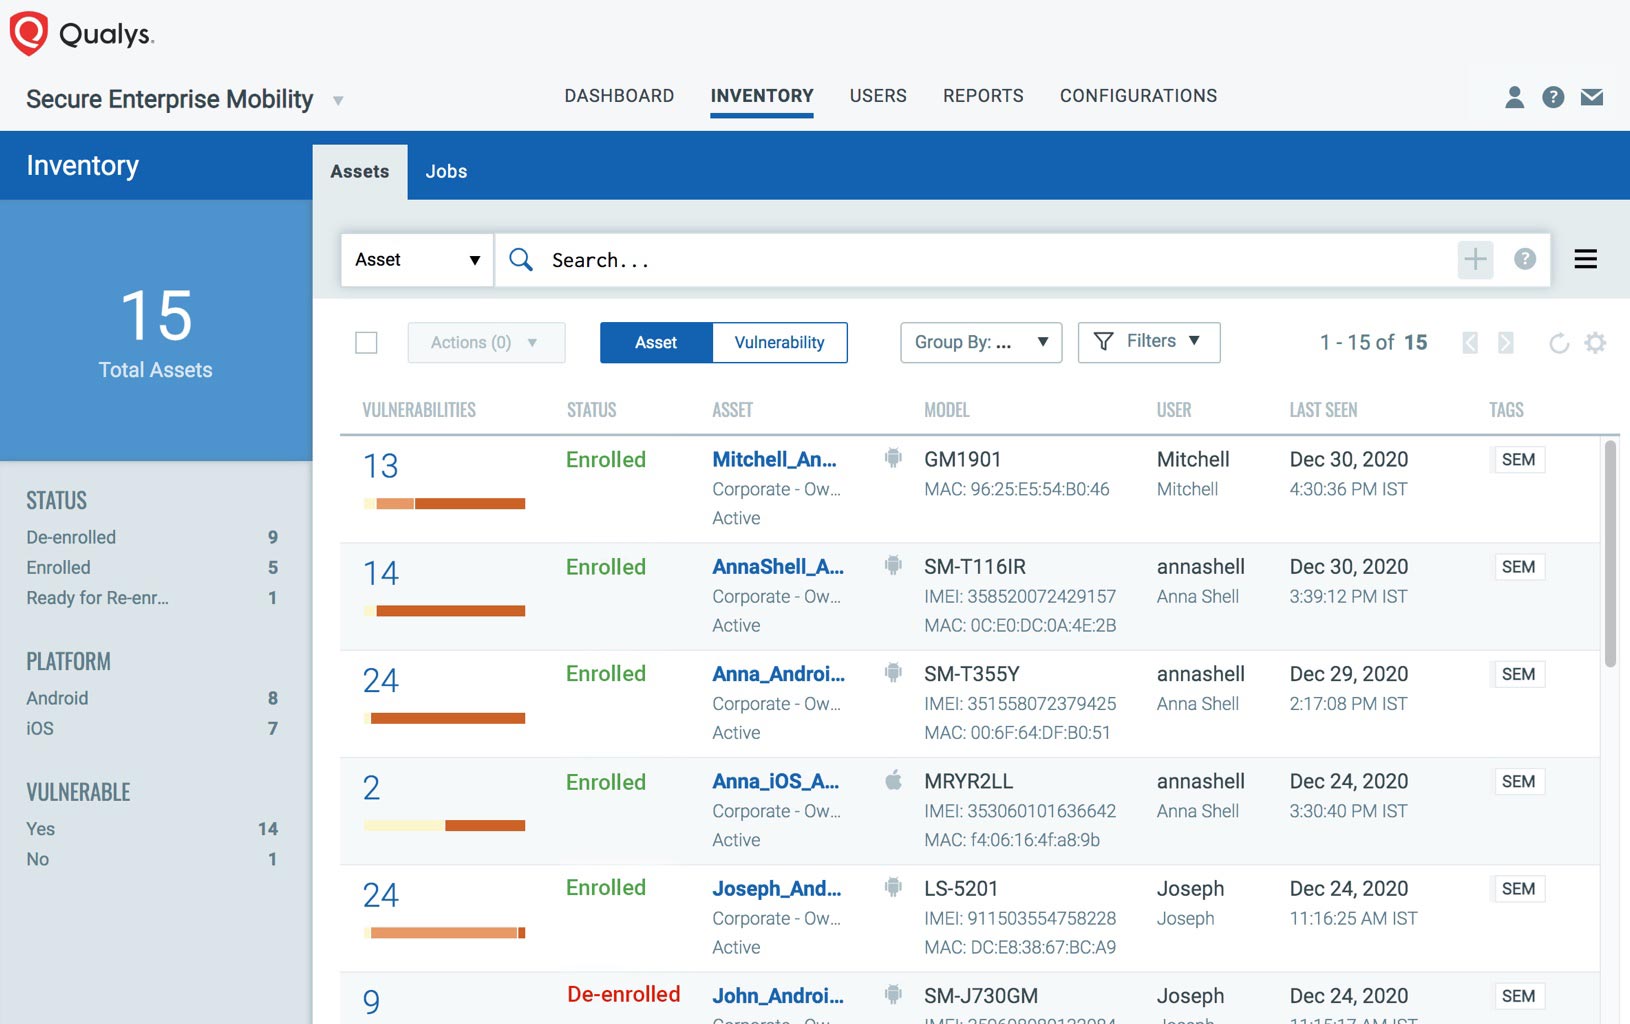 Qualys.
Secure Enterprise Mobility
DASHBOARD INVENTORY USERS REPORTS CONFIGURATIONS
Inventory
Assets Jobs
15
Total Assets
STATUS
De-enrolled 9
Enrolled 5
Ready for Re-enr... 1
PLATFORM
Android 8
iOS 7
VULNERABLE
Yes 14
No 1
Asset Search...
Actions (0) Asset Vulnerability Group By: ... Filters 1 - 15 of 15
VULNERABILITIES STATUS ASSET MODEL USER LAST SEEN TAGS
13 Enrolled Mitchell_An... GM1901 Mitchell Dec 30, 2020 SEM
Corporate - Ow... MAC: 96:25:E5:54:B0:46 Mitchell 4:30:36 PM IST
Active
14 Enrolled AnnaShell_A... SM-T116IR annashell Dec 30, 2020 SEM
Corporate - Ow... IMEI: 358520072429157 Anna Shell 3:39:12 PM IST
Active MAC: 0C:E0:DC:0A:4E:2B
24 Enrolled Anna_Androi... SM-T355Y annashell Dec 29, 2020 SEM
Corporate - Ow... IMEI: 351558072379425 Anna Shell 2:17:08 PM IST
Active MAC: 00:6F:64:DF:B0:51
2 Enrolled Anna_iOS_A... MRYR2LL annashell Dec 24, 2020 SEM
Corporate - Ow... IMEI: 353060101636642 Anna Shell 3:30:40 PM IST
Active MAC: f4:06:16:4f:a8:9b
24 Enrolled Joseph_And... LS-5201 Joseph Dec 24, 2020 SEM
Corporate - Ow... IMEI: 911503554758228 Joseph 11:16:25 AM IST
Active MAC: DC:E8:38:67:BC:A9
9 De-enrolled John_Androi... SM-J730GM Joseph Dec 24, 2020 SEM